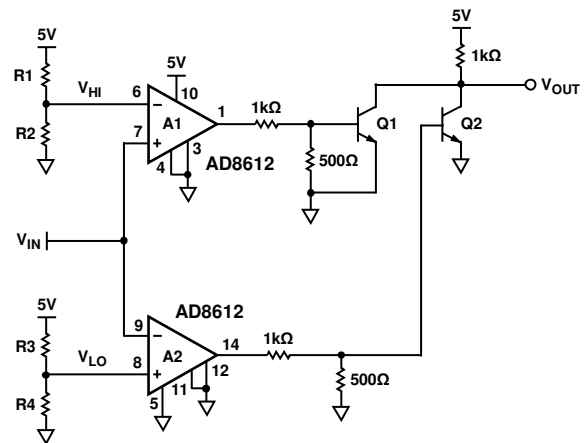 5V
R1
R2
V_HI
6
7
5V
10
A1
1
3
4
AD8612
1kΩ
500Ω
Q1
5V
1kΩ
V_OUT
Q2
V_IN
5V
R3
R4
V_LO
AD8612
9
8
A2
14
12
11
5
1kΩ
500Ω